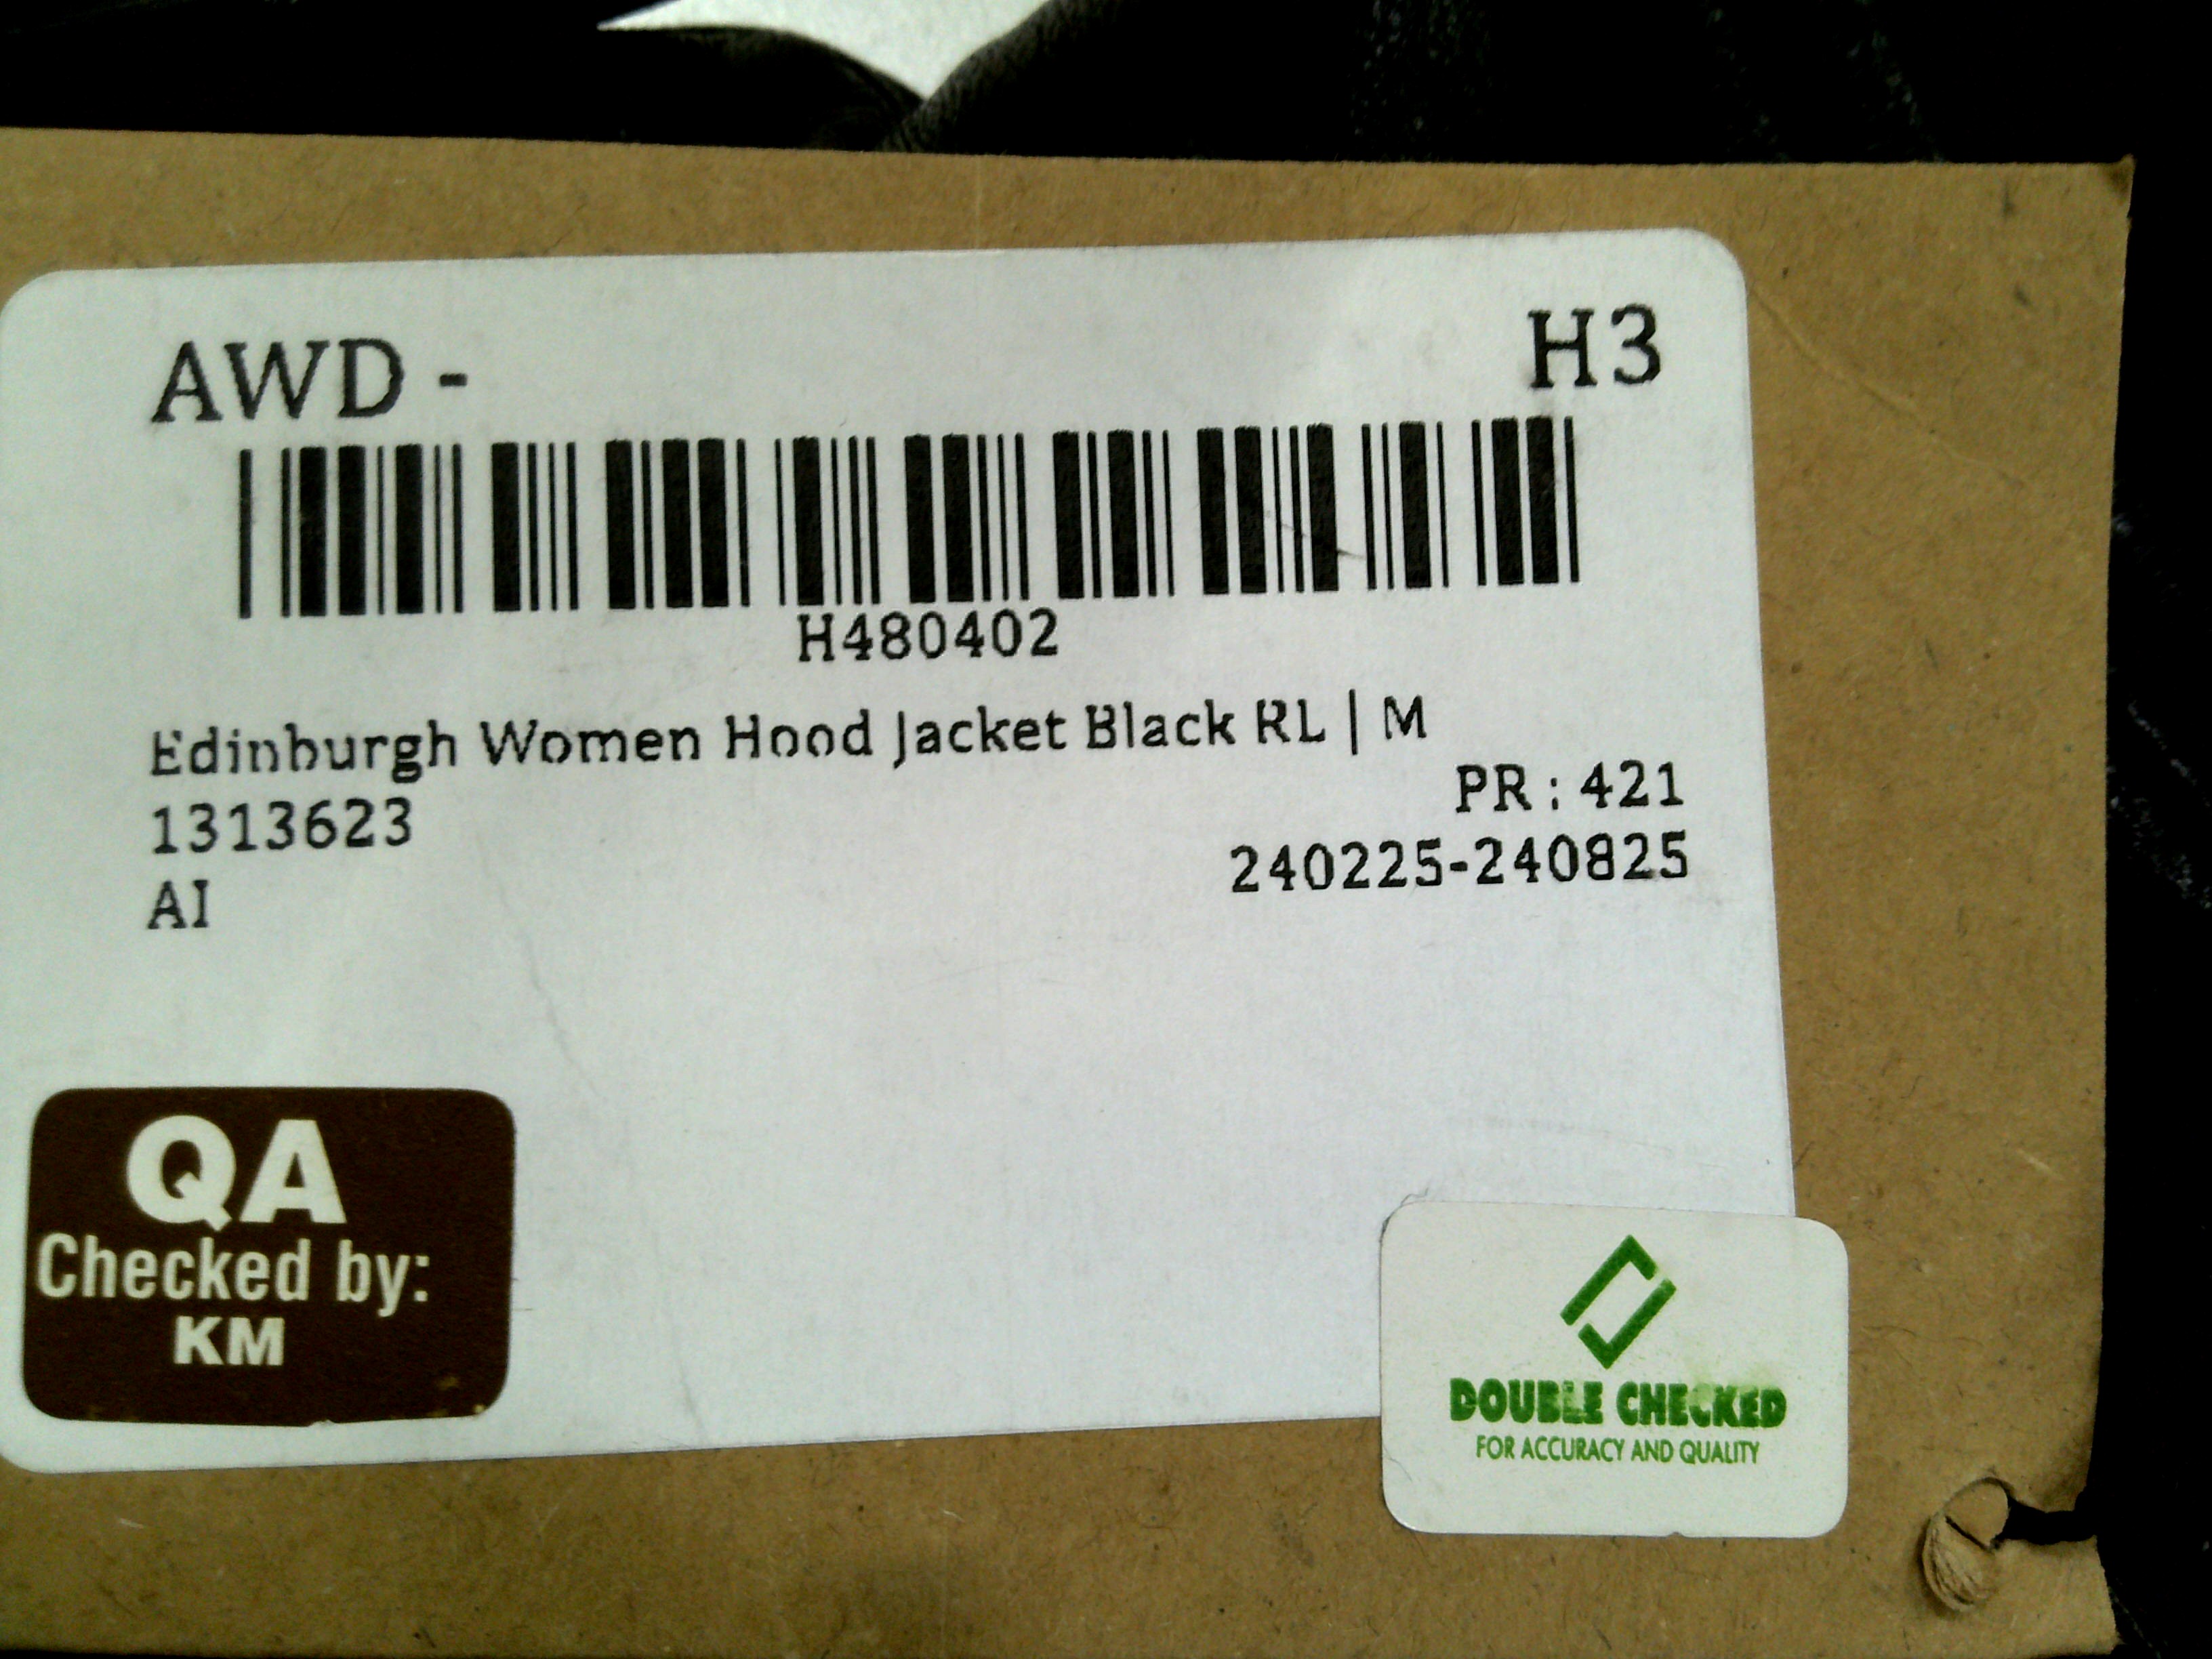 AWD - H3
H480402
Edinburgh Women Hood Jacket Black RL | M
1313623 PR : 421
AI 240225-240825
QA
Checked by:
KM
DOUBLE CHECKED
FOR ACCURACY AND QUALITY